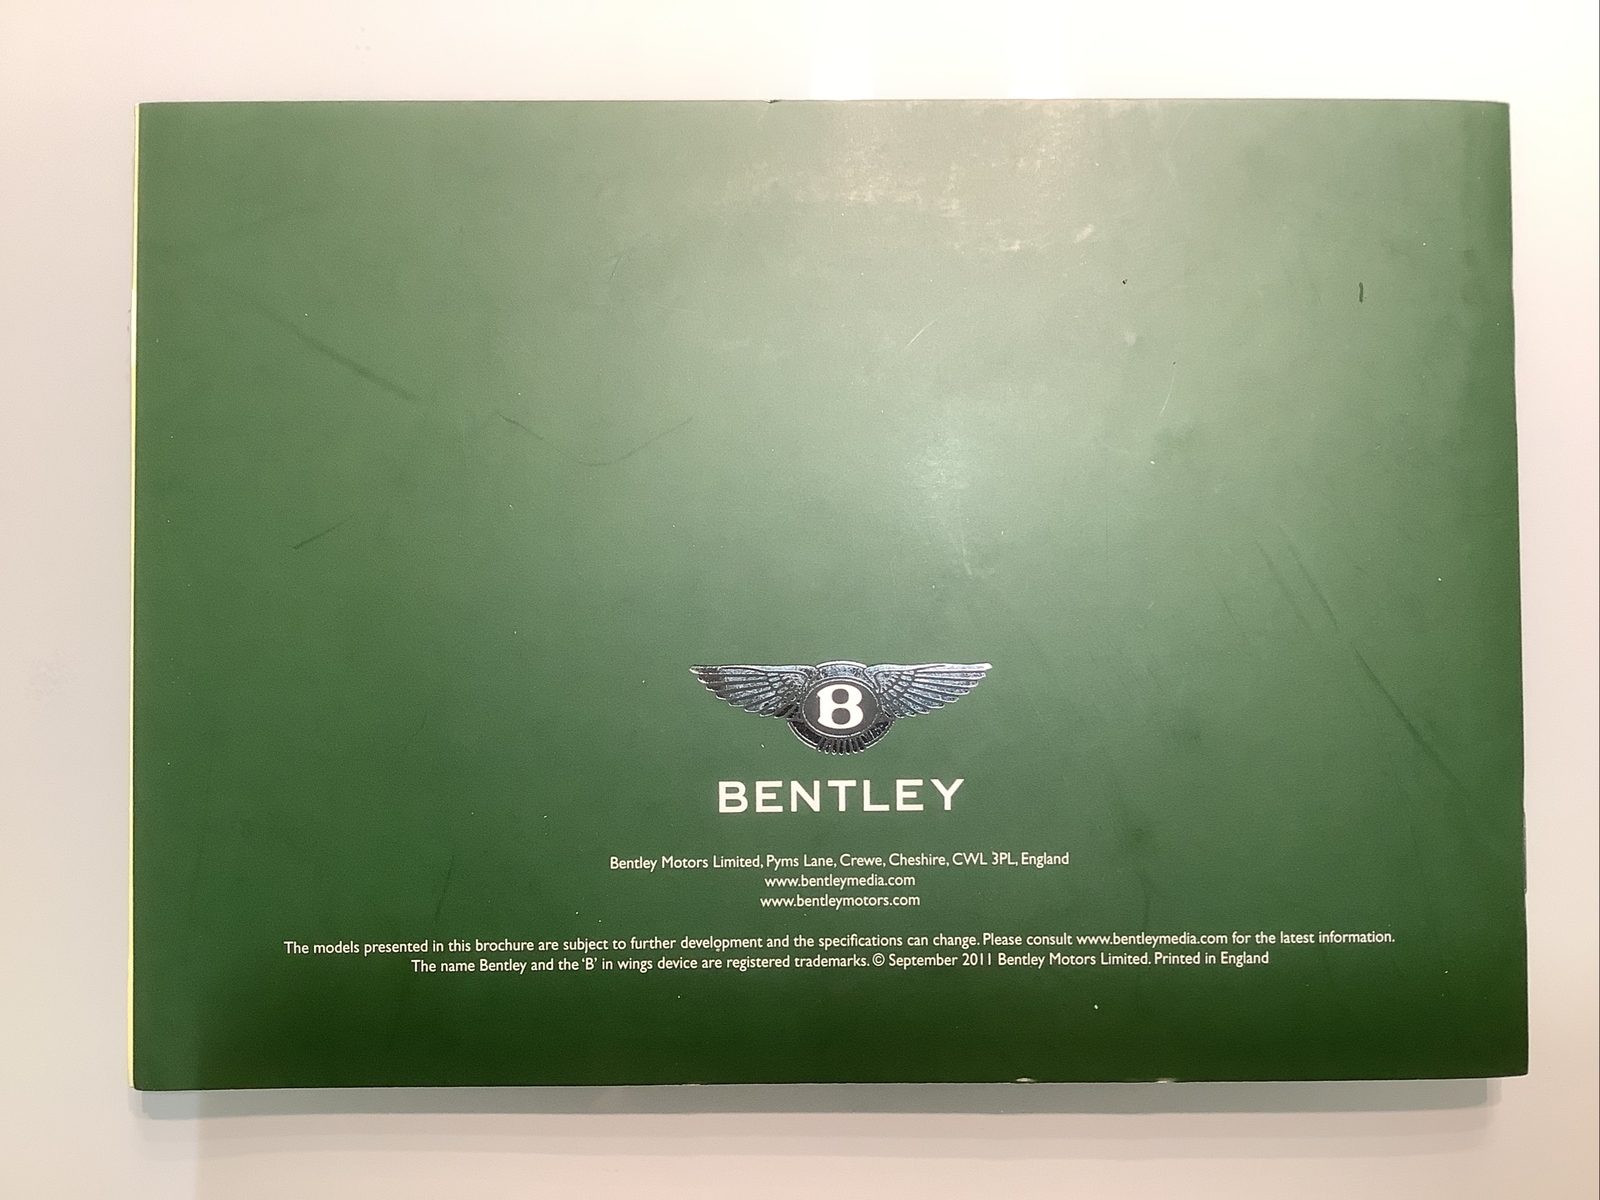 B
BENTLEY
Bentley Motors Limited, Pyms Lane, Crewe, Cheshire, CWL 3PL, England
www.bentleymedia.com
www.bentleymotors.com
The models presented in this brochure are subject to further development and the specifications can change. Please consult www.bentleymedia.com for the latest information.
The name Bentley and the ‘B’ in wings device are registered trademarks. © September 2011 Bentley Motors Limited. Printed in England